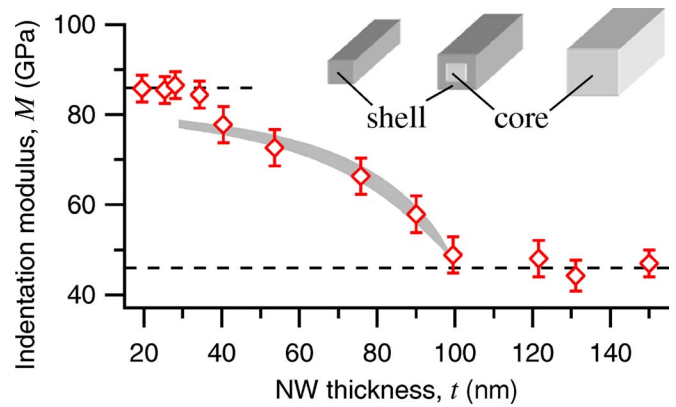 Indentation modulus, M (GPa)
100
80
60
40
shell
core
20
40
60
80
100
120
140
NW thickness, t (nm)